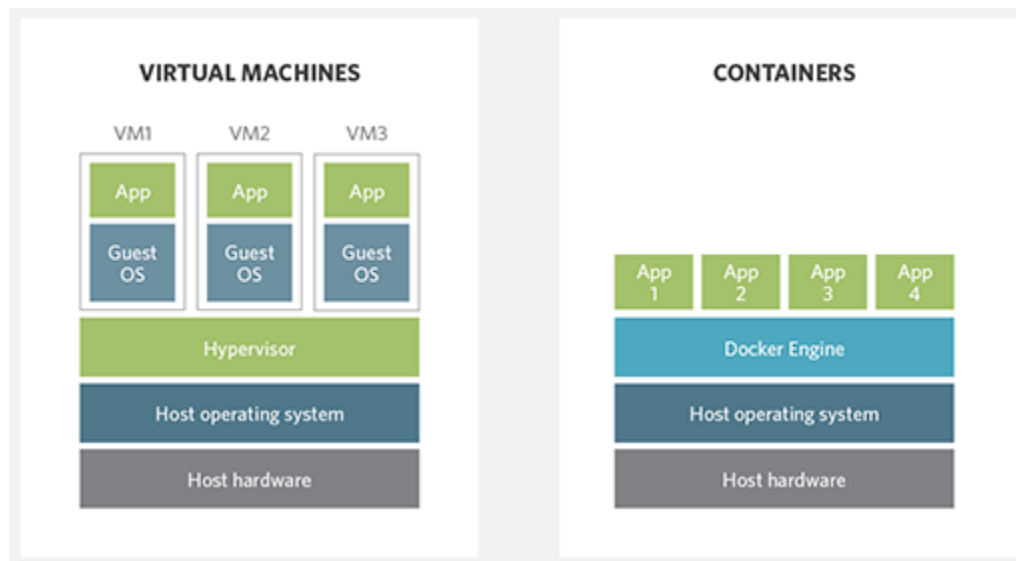 VIRTUAL MACHINES
VM1 VM2 VM3
App App App
Guest Guest Guest
OS OS OS
Hypervisor
Host operating system
Host hardware
CONTAINERS
App App App App
1 2 3 4
Docker Engine
Host operating system
Host hardware